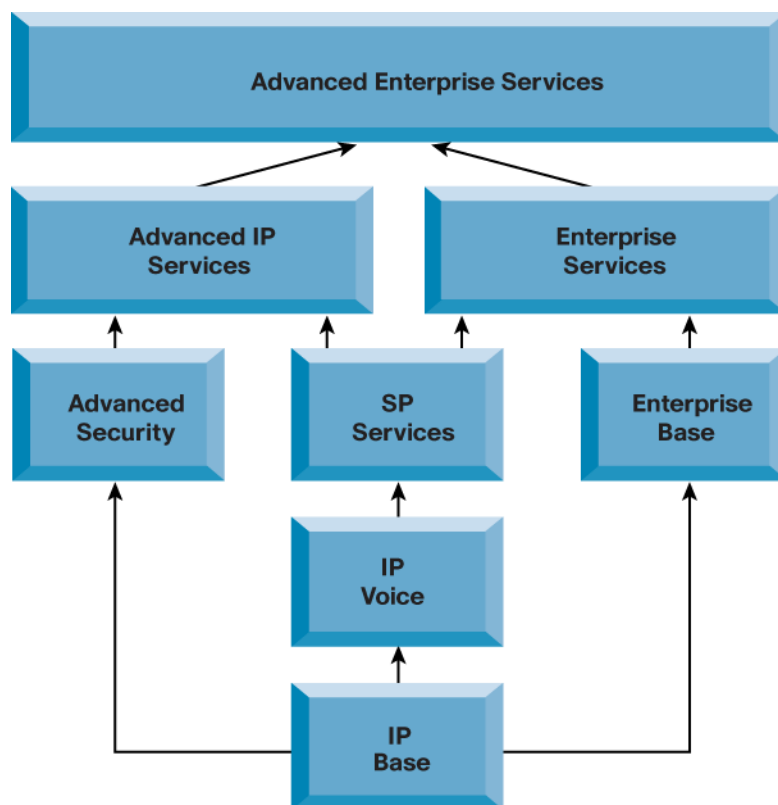 Advanced Enterprise Services
Advanced IP
Services
Enterprise
Services
Advanced
Security
SP
Services
Enterprise
Base
IP
Voice
IP
Base